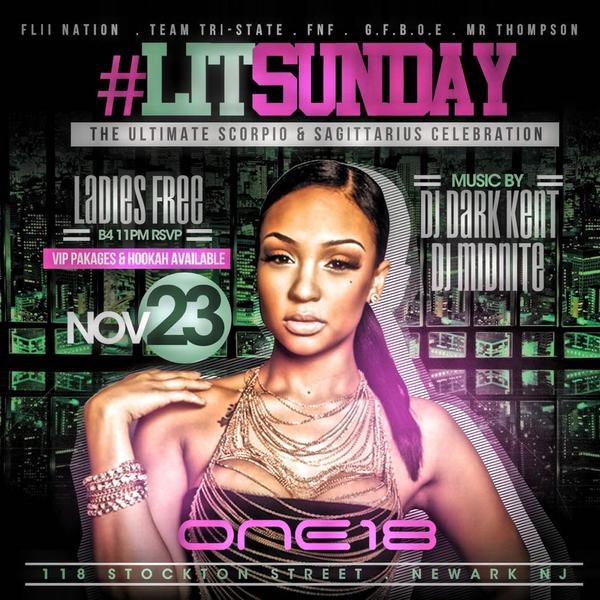 FLII NATION . TEAM TRI-STATE . FNF . G.F.B.O.E . MR THOMPSON
#LITSUNDAY
THE ULTIMATE SCORPIO & SAGITTARIUS CELEBRATION
LADIES FREE
B4 11PM RSVP
VIP PAKAGES & HOOKAH AVAILABLE
NOV 23
MUSIC BY
DJ DARK KENT
DJ MIDNITE
ONE18
118 STOCKTON STREET . NEWARK NJ